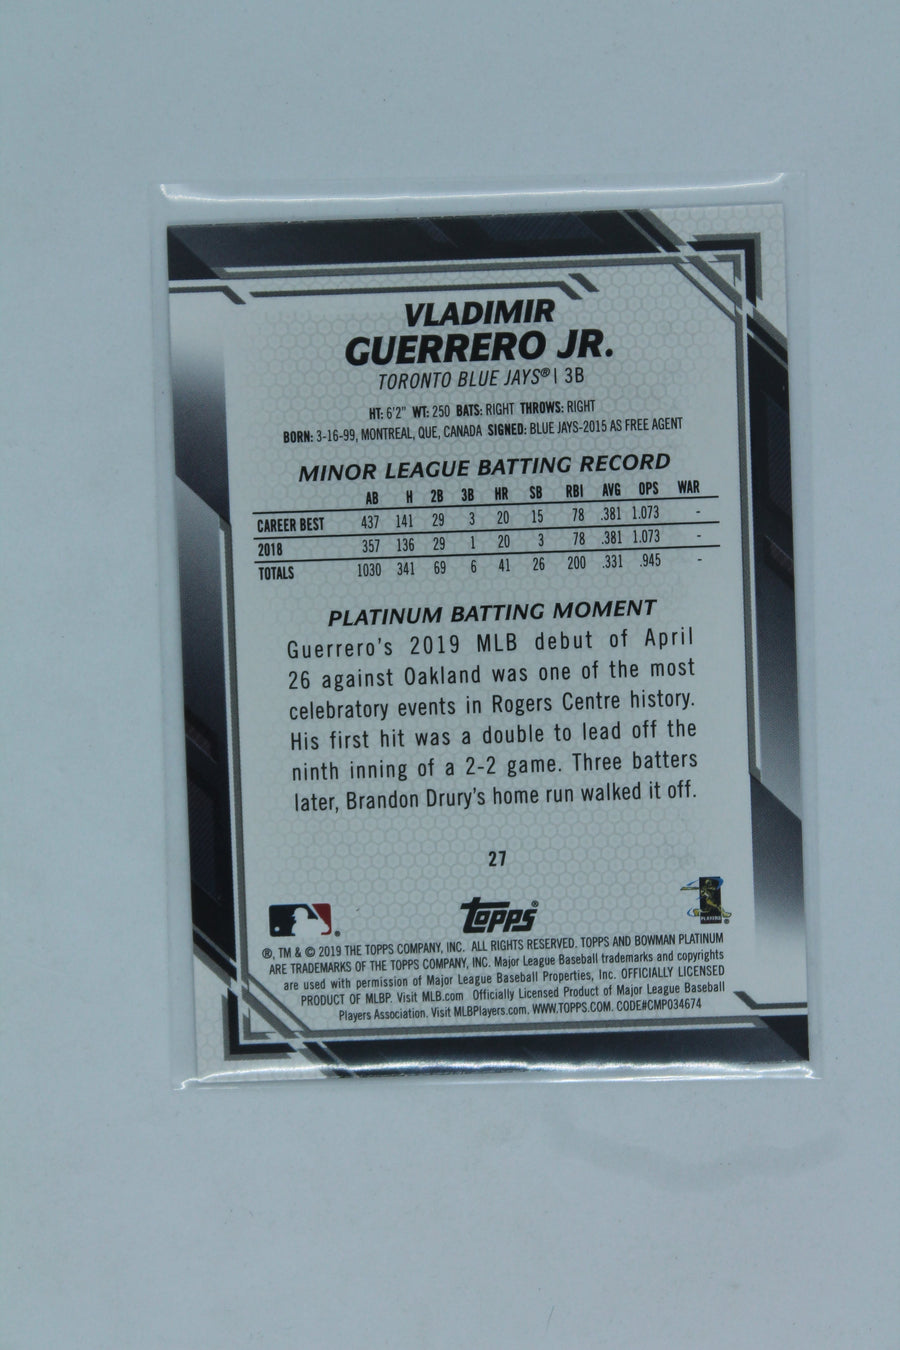 VLADIMIR
GUERRERO JR.
TORONTO BLUE JAYS® | 3B
HT: 6'2" WT: 250 BATS: RIGHT THROWS: RIGHT
BORN: 3-16-99, MONTREAL, QUE, CANADA SIGNED: BLUE JAYS-2015 AS FREE AGENT
MINOR LEAGUE BATTING RECORD
AB H 2B 3B HR SB RBI AVG OPS WAR
CAREER BEST 437 141 29 3 20 15 78 .381 1.073 -
2018 357 136 29 1 20 3 78 .381 1.073 -
TOTALS 1030 341 69 6 41 26 200 .331 .945 -
PLATINUM BATTING MOMENT
Guerrero's 2019 MLB debut of April
26 against Oakland was one of the most
celebratory events in Rogers Centre history.
His first hit was a double to lead off the
ninth inning of a 2-2 game. Three batters
later, Brandon Drury's home run walked it off.
27
Topps®
PLAYERS
®, TM & © 2019 THE TOPPS COMPANY, INC. ALL RIGHTS RESERVED. TOPPS AND BOWMAN PLATINUM
ARE TRADEMARKS OF THE TOPPS COMPANY, INC. Major League Baseball trademarks and copyrights
are used with permission of Major League Baseball Properties, Inc. OFFICIALLY LICENSED
PRODUCT OF MLBP. Visit MLB.com Officially Licensed Product of Major League Baseball
Players Association. Visit MLBPlayers.com. WWW.TOPPS.COM. CODE#CMP034674